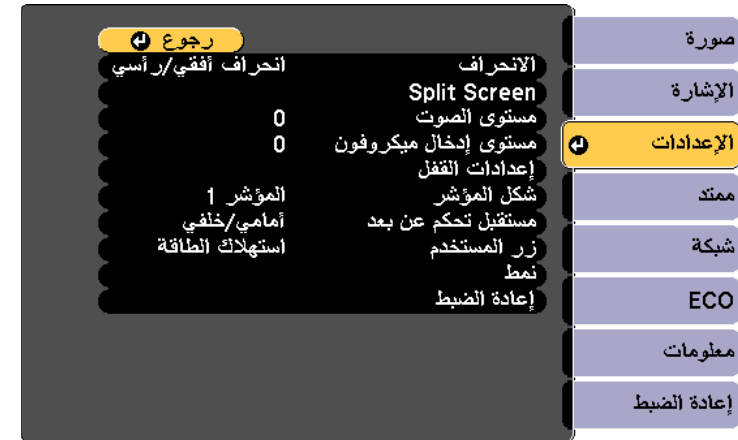 صورة
الإشارة
الإعدادات
ممتد
شبكة
ECO
معلومات
إعادة الضبط
رجوع
الانحراف انحراف أفقي/رأسي
Split Screen
مستوى الصوت 0
مستوى إدخال ميكروفون 0
إعدادات القفل
شكل المؤشر المؤشر 1
مستقبل تحكم عن بعد أمامي/خلفي
زر المستخدم استهلاك الطاقة
نمط
إعادة الضبط